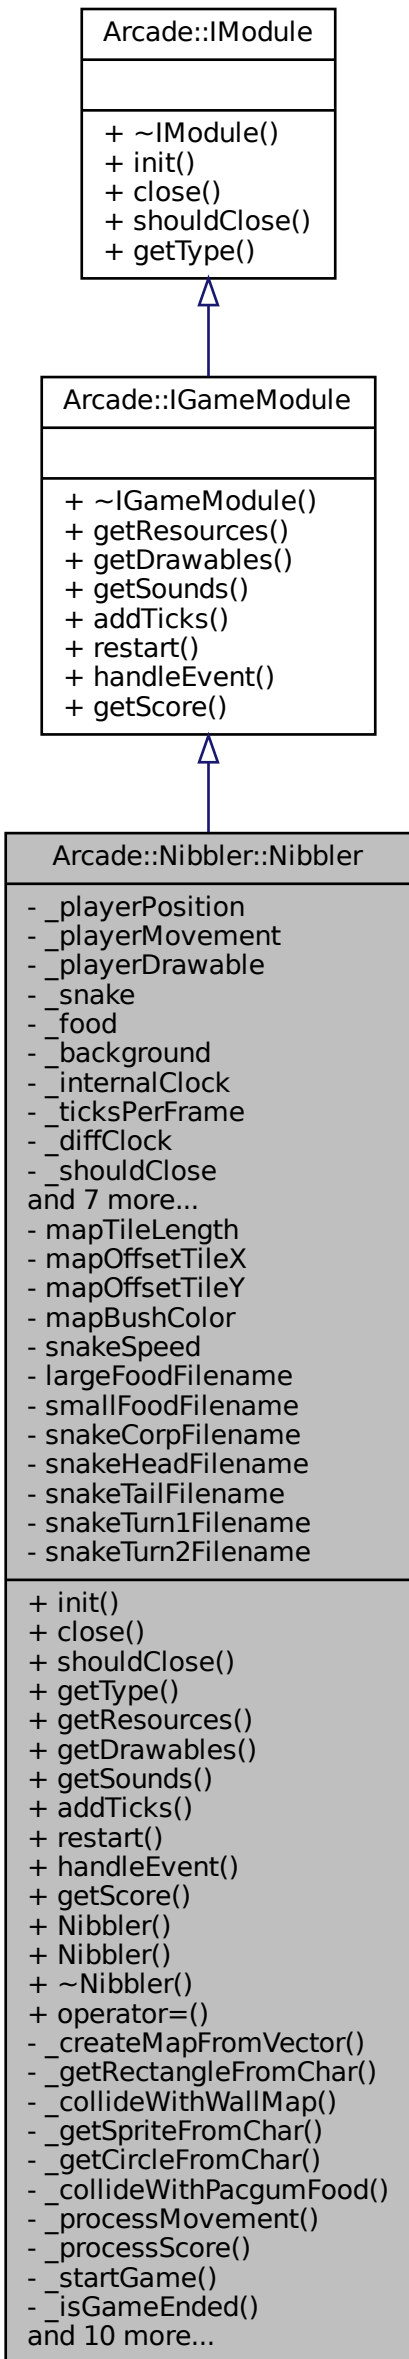 Arcade::IModule
+ ~IModule()
+ init()
+ close()
+ shouldClose()
+ getType()
Arcade::IGameModule
+ ~IGameModule()
+ getResources()
+ getDrawables()
+ getSounds()
+ addTicks()
+ restart()
+ handleEvent()
+ getScore()
Arcade::Nibbler::Nibbler
- _playerPosition
- _playerMovement
- _playerDrawable
- _snake
- _food
- _background
- _internalClock
- _ticksPerFrame
- _diffClock
- _shouldClose
and 7 more...
- mapTileLength
- mapOffsetTileX
- mapOffsetTileY
- mapBushColor
- snakeSpeed
- largeFoodFilename
- smallFoodFilename
- snakeCorpFilename
- snakeHeadFilename
- snakeTailFilename
- snakeTurn1Filename
- snakeTurn2Filename
+ init()
+ close()
+ shouldClose()
+ getType()
+ getResources()
+ getDrawables()
+ getSounds()
+ addTicks()
+ restart()
+ handleEvent()
+ getScore()
+ Nibbler()
+ Nibbler()
+ ~Nibbler()
+ operator=()
- _createMapFromVector()
- _getRectangleFromChar()
- _collideWithWallMap()
- _getSpriteFromChar()
- _getCircleFromChar()
- _collideWithPacgumFood()
- _processMovement()
- _processScore()
- _startGame()
- _isGameEnded()
and 10 more...